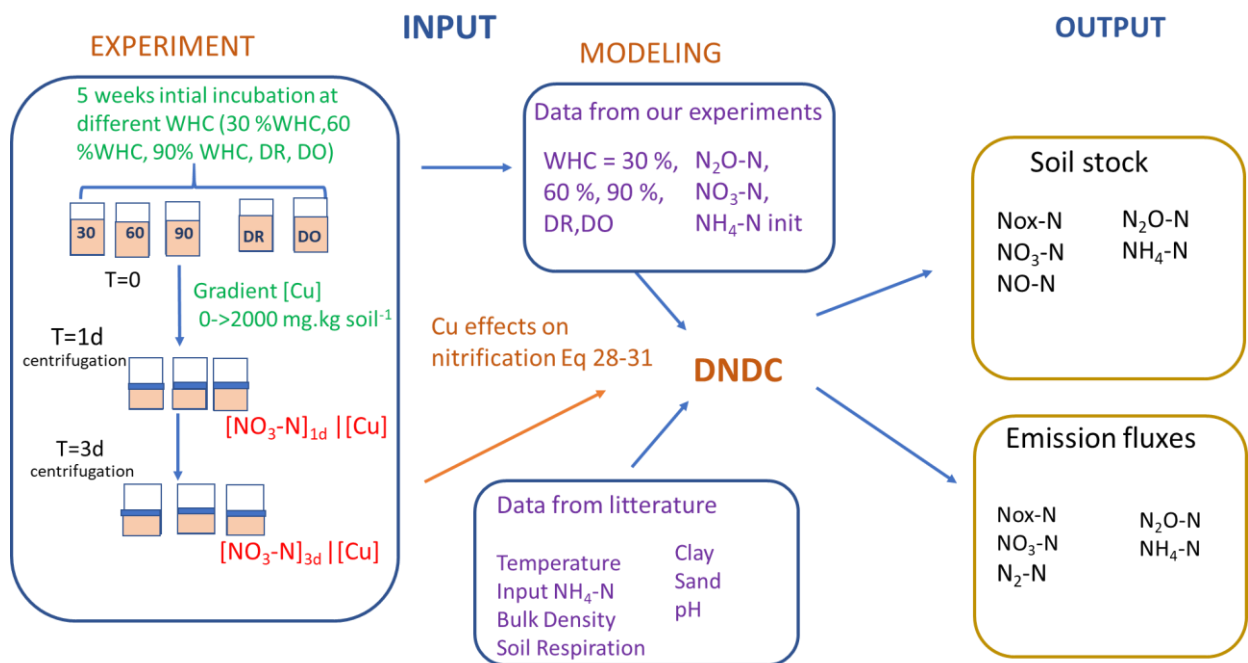 INPUT
OUTPUT
EXPERIMENT
MODELING
5 weeks intial incubation at
different WHC (30 %WHC,60
%WHC, 90% WHC, DR, DO)
30
60
90
DR
DO
T=0
Gradient [Cu]
0->2000 mg.kg soil⁻¹
T=1d
centrifugation
[NO₃-N]₁d|[Cu]
T=3d
centrifugation
[NO₃-N]₃d|[Cu]
Data from our experiments
WHC = 30 %,
60 %, 90 %,
DR,DO
N₂O-N,
NO₃-N,
NH₄-N init
Cu effects on
nitrification Eq 28-31
DNDC
Data from litterature
Temperature
Input NH₄-N
Bulk Density
Soil Respiration
Clay
Sand
pH
Soil stock
Nox-N
NO₃-N
NO-N
N₂O-N
NH₄-N
Emission fluxes
Nox-N
NO₃-N
N₂-N
N₂O-N
NH₄-N